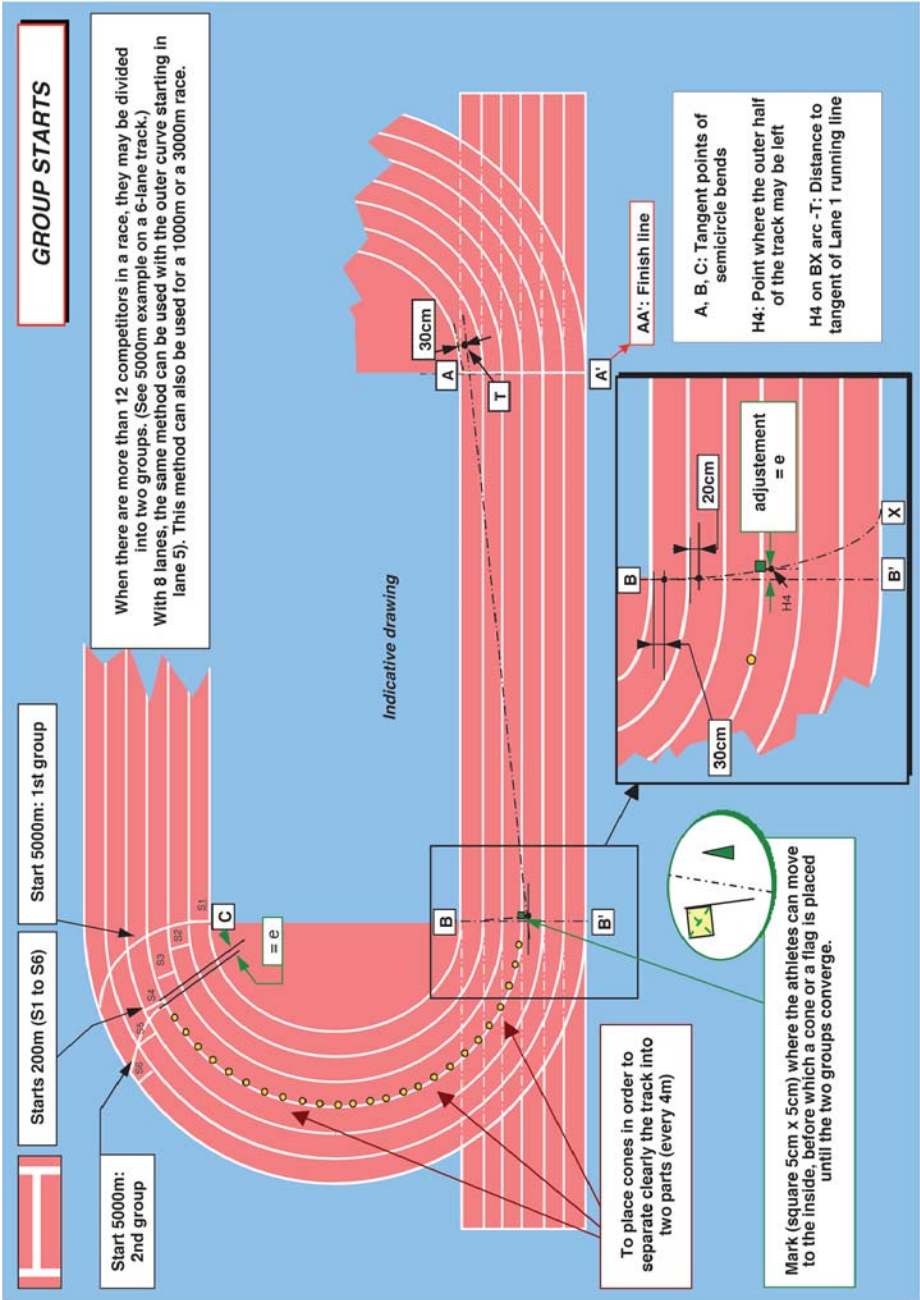 GROUP STARTS
When there are more than 12 competitors in a race, they may be divided
into two groups. (See 5000m example on a 6-lane track.)
With 8 lanes, the same method can be used with the outer curve starting in
lane 5). This method can also be used for a 1000m or a 3000m race.
Start 5000m: 1st group
Starts 200m (S1 to S6)
Start 5000m:
2nd group
S1
S2
S3
S4
S5
S6
C
= e
Indicative drawing
30cm
A
T
A'
AA': Finish line
B
B'
A, B, C: Tangent points of
semicircle bends
H4: Point where the outer half
of the track may be left
H4 on BX arc -T: Distance to
tangent of Lane 1 running line
B
20cm
adjustement
= e
30cm
H4
B'
X
To place cones in order to
separate clearly the track into
two parts (every 4m)
Mark (square 5cm x 5cm) where the athletes can move
to the inside, before which a cone or a flag is placed
until the two groups converge.